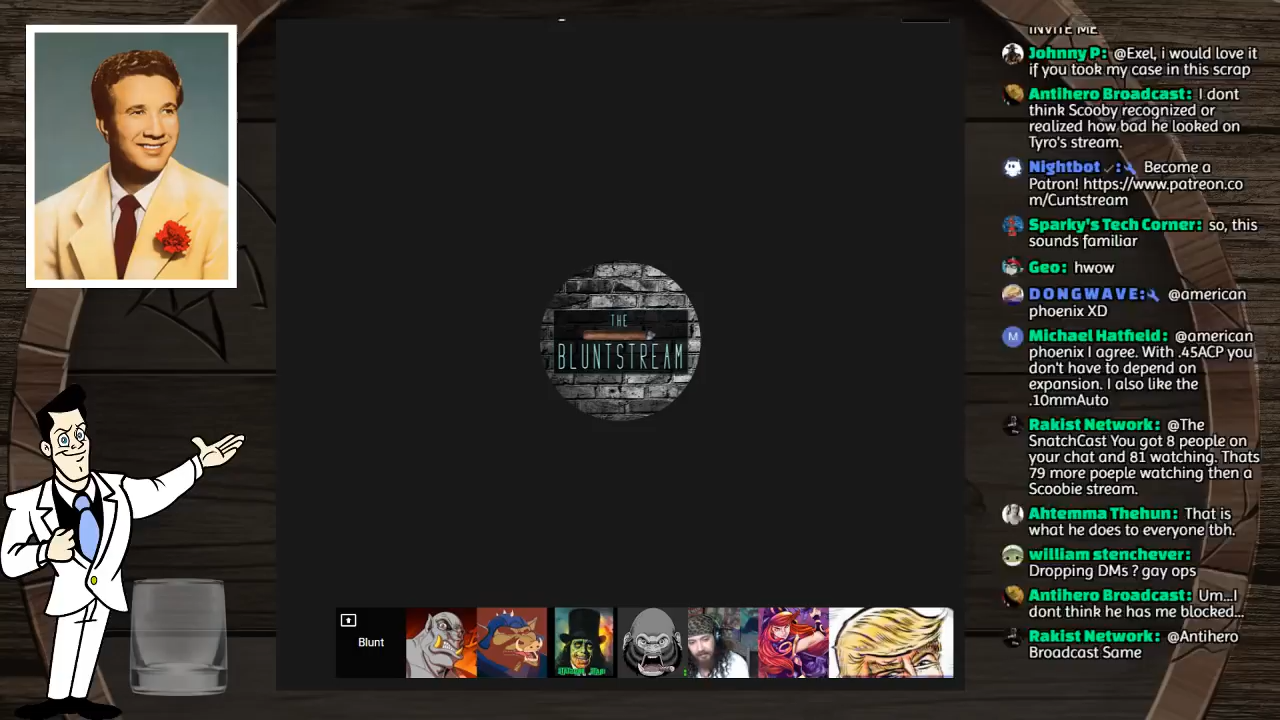 THE
BLUNTSTREAM
Blunt
INVITE ME
Johnny P: @Exel, i would love it
if you took my case in this scrap
Antihero Broadcast: I dont
think Scooby recognized or
realized how bad he looked on
Tyro's stream.
Nightbot ✓: Become a
Patron! https://www.patreon.co
m/Cuntstream
Sparky's Tech Corner: so, this
sounds familiar
Geo: hwow
DONGWAVE: @american
phoenix XD
M
Michael Hatfield: @american
phoenix I agree. With .45ACP you
don't have to depend on
expansion. I also like the
.10mmAuto
Rakist Network: @The
SnatchCast You got 8 people on
your chat and 81 watching. Thats
79 more poeple watching then a
Scoobie stream.
Ahtemma Thehun: That is
what he does to everyone tbh.
william stenchever:
Dropping DMs ? gay ops
Antihero Broadcast: Um...I
dont think he has me blocked...
Rakist Network: @Antihero
Broadcast Same